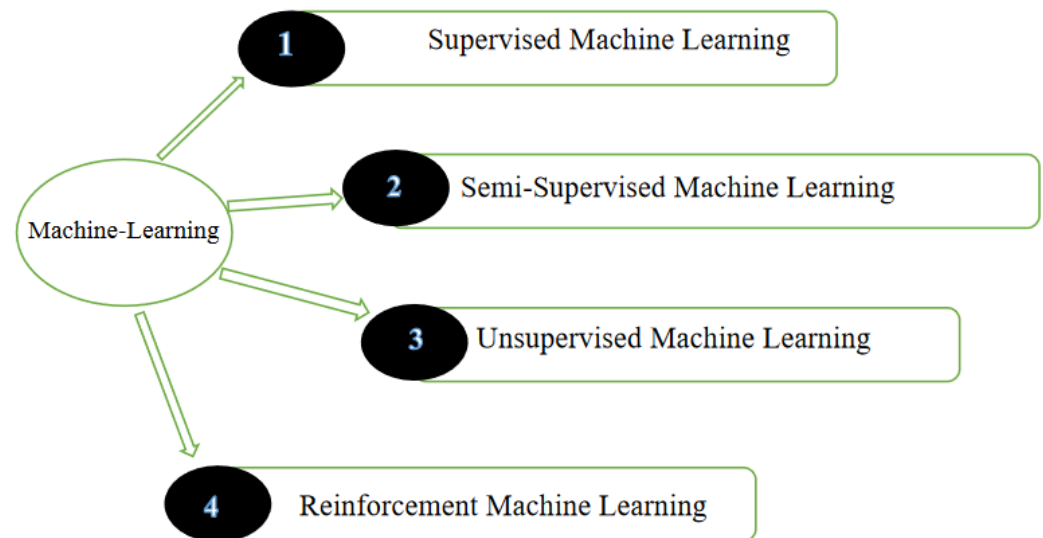 1 Supervised Machine Learning
2 Semi-Supervised Machine Learning
Machine-Learning
3 Unsupervised Machine Learning
4 Reinforcement Machine Learning